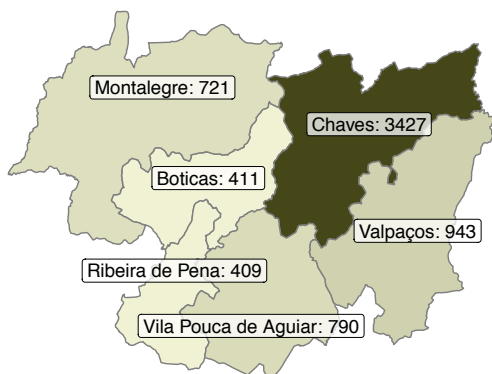 Montalegre: 721
Chaves: 3427
Boticas: 411
Valpaços: 943
Ribeira de Pena: 409
Vila Pouca de Aguiar: 790